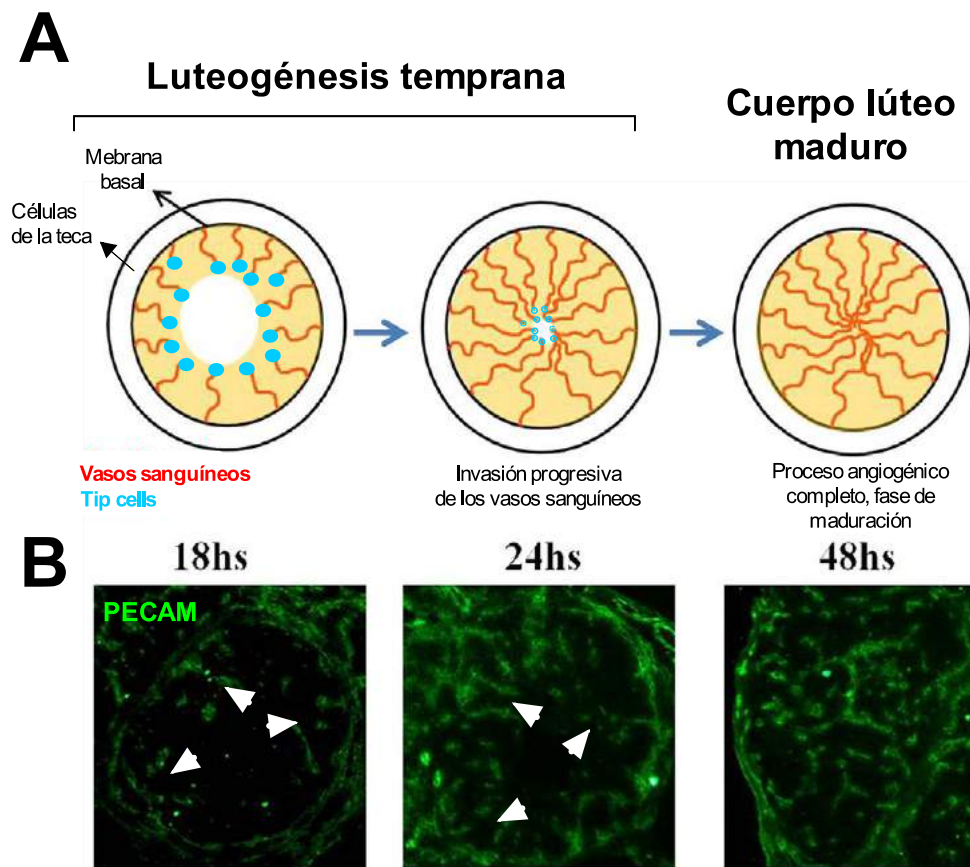 A
Luteogénesis temprana
Cuerpo lúteo
maduro
Mebrana
basal
Células
de la teca
Vasos sanguíneos
Tip cells
Invasión progresiva
de los vasos sanguíneos
Proceso angiogénico
completo, fase de
maduración
B
18hs
24hs
48hs
PECAM